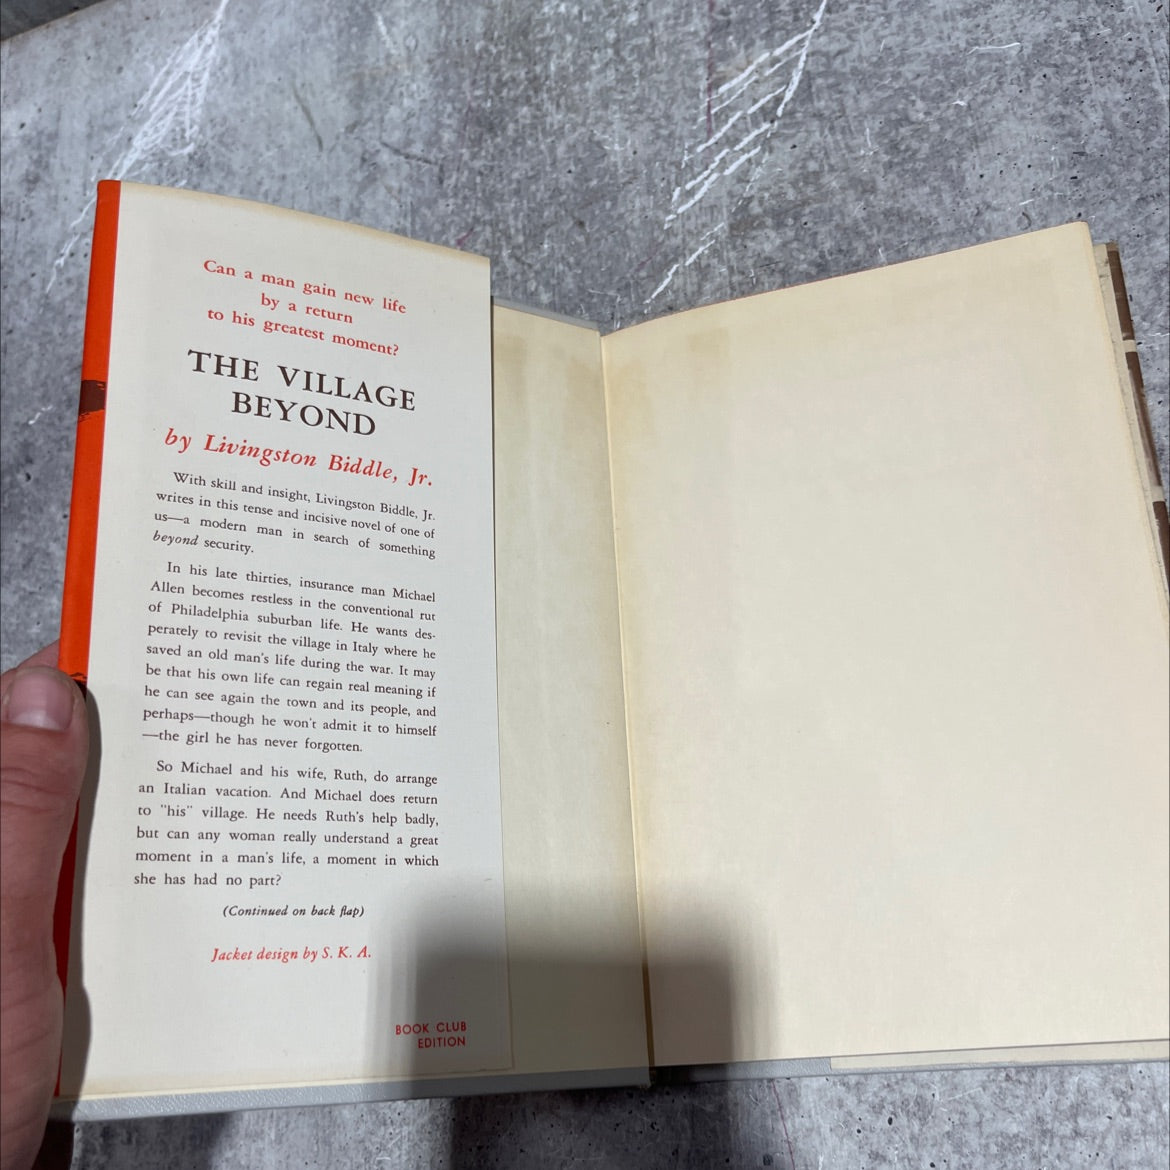 Can a man gain new life
by a return
to his greatest moment?
THE VILLAGE
BEYOND
by Livingston Biddle, Jr.
With skill and insight, Livingston Biddle, Jr.
writes in this tense and incisive novel of one of
us—a modern man in search of something
beyond security.
In his late thirties, insurance man Michael
Allen becomes restless in the conventional rut
of Philadelphia suburban life. He wants des-
perately to revisit the village in Italy where he
saved an old man's life during the war. It may
be that his own life can regain real meaning if
he can see again the town and its people, and
perhaps—though he won't admit it to himself
—the girl he has never forgotten.
So Michael and his wife, Ruth, do arrange
an Italian vacation. And Michael does return
to "his" village. He needs Ruth's help badly,
but can any woman really understand a great
moment in a man's life, a moment in which
she has had no part?
(Continued on back flap)
Jacket design by S. K. A.
BOOK CLUB
EDITION